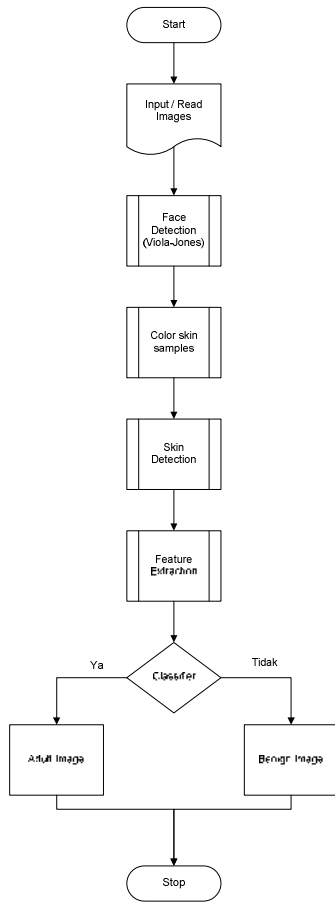 Start
Input / Read
Images
Face
Detection
(Viola-Jones)
Color skin
samples
Skin
Detection
Feature
Extraction
Classifier
Ya
Tidak
Adult Image
Benign Image
Stop